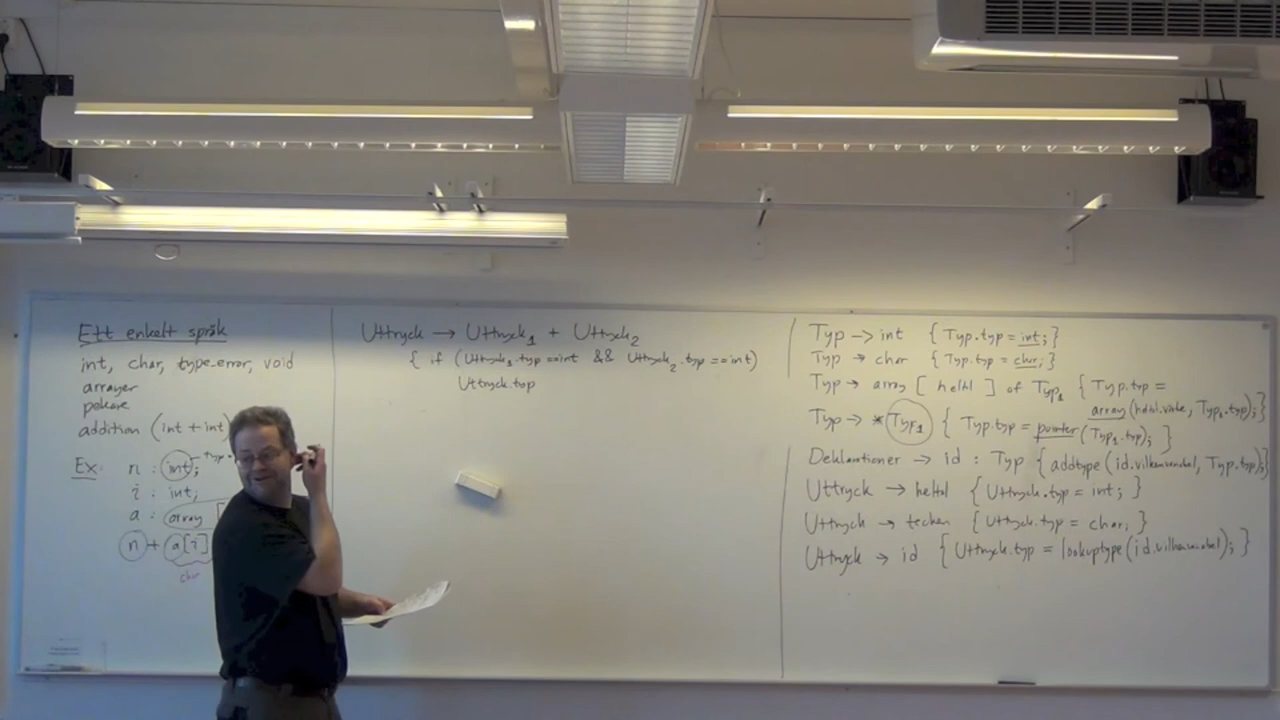 Ett enkelt språk
int, char, type-error, void
arrayer
pekare
addition (int + int)
Ex: n : int;
i : int;
a : array [
n + a[i]
char
Uttryck → Uttryck1 + Uttryck2
{ if (Uttryck1.typ == int && Uttryck2.typ == int)
Uttryck.typ
Typ → int { Typ.typ = int; }
Typ → char { Typ.typ = char; }
Typ → array [ heltal ] of Typ1 { Typ.typ =
array(heltal.värde, Typ1.typ); }
Typ → *Typ1 { Typ.typ = pointer(Typ1.typ); }
Deklarationer → id : Typ { addtype(id.vilkenvariabel, Typ.typ); }
Uttryck → heltal { Uttryck.typ = int; }
Uttryck → tecken { Uttryck.typ = char; }
Uttryck → id { Uttryck.typ = lookuptype(id.vilkenvariabel); }